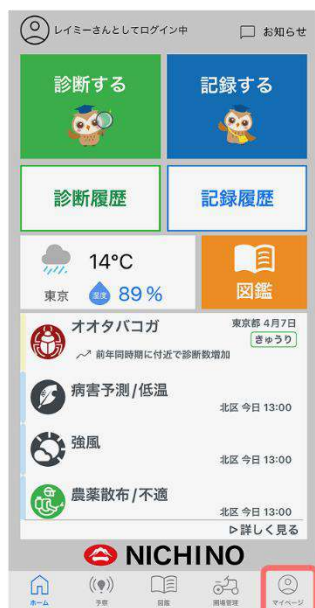 レイミーさんとしてログイン中
お知らせ
診断する
記録する
診断履歴
記録履歴
14°C
東京
湿度
89%
図鑑
オオタバコガ
東京都 4月7日
きゅうり
前年同時期に付近で診断数増加
病害予測/低温
北区 今日 13:00
強風
北区 今日 13:00
農薬散布/不適
北区 今日 13:00
▷詳しく見る
NICHINO
ホーム
予察
図鑑
圃場管理
マイページ